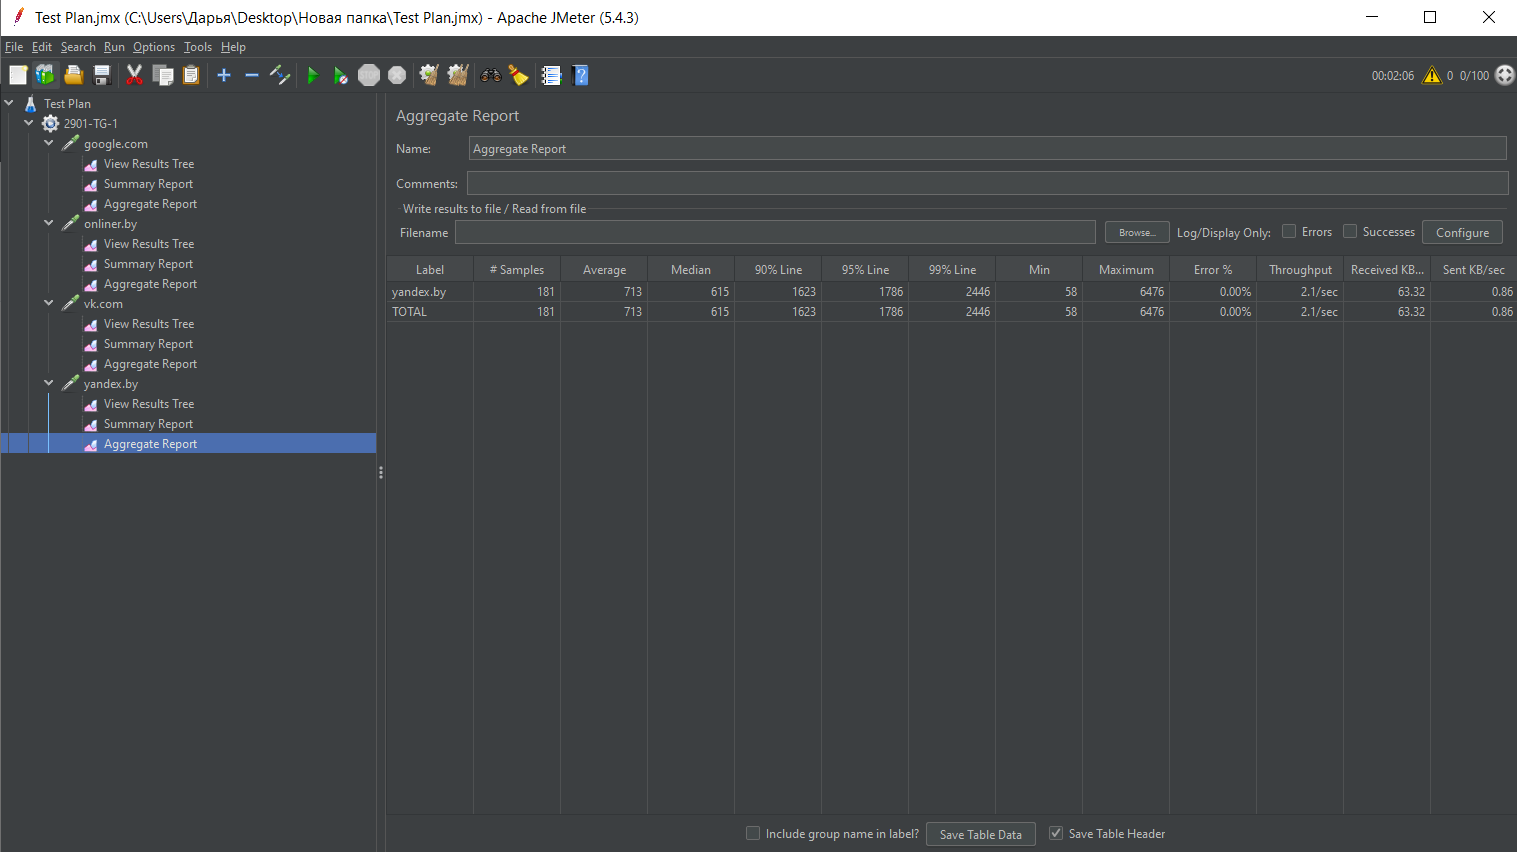 Test Plan.jmx (C:\Users\Дарья\Desktop\Новая папка\Test Plan.jmx) - Apache JMeter (5.4.3)
File Edit Search Run Options Tools Help
STOP 00:02:06 0 0/100
Test Plan
2901-TG-1
google.com
View Results Tree
Summary Report
Aggregate Report
onliner.by
View Results Tree
Summary Report
Aggregate Report
vk.com
View Results Tree
Summary Report
Aggregate Report
yandex.by
View Results Tree
Summary Report
Aggregate Report
Aggregate Report
Name: Aggregate Report
Comments:
Write results to file / Read from file
Filename Browse... Log/Display Only: Errors Successes Configure
Label # Samples Average Median 90% Line 95% Line 99% Line Min Maximum Error % Throughput Received KB... Sent KB/sec
yandex.by 181 713 615 1623 1786 2446 58 6476 0.00% 2.1/sec 63.32 0.86
TOTAL 181 713 615 1623 1786 2446 58 6476 0.00% 2.1/sec 63.32 0.86
Include group name in label? Save Table Data Save Table Header